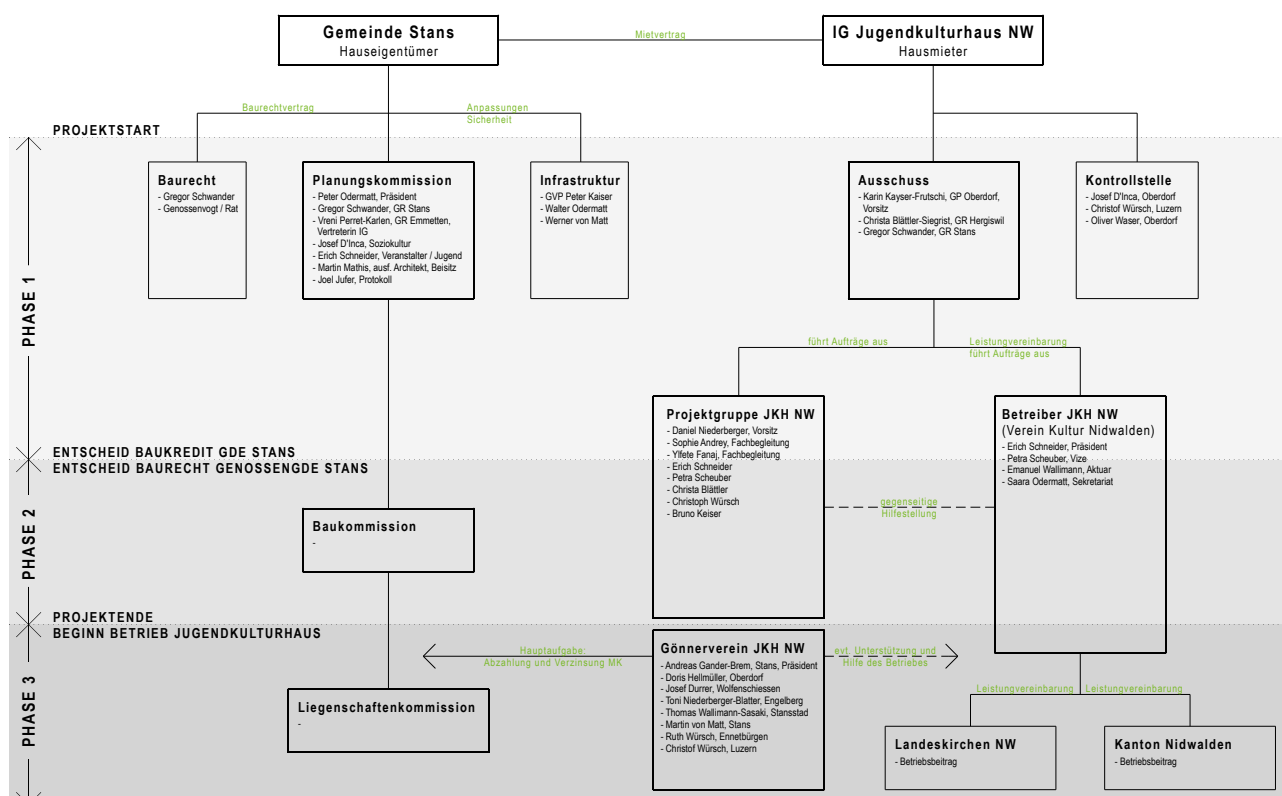 Gemeinde Stans
Hauseigentümer
Mietvertrag
IG Jugendkulturhaus NW
Hausmieter
Baurechtvertrag
Anpassungen
Sicherheit
PROJEKTSTART
PHASE 1
Baurecht
- Gregor Schwander
- Genossenvogt / Rat
Planungskommission
- Peter Odermatt, Präsident
- Gregor Schwander, GR Stans
- Vreni Perret-Karlen, GR Emmetten,
Vertreterin IG
- Josef D'Inca, Soziokultur
- Erich Schneider, Veranstalter / Jugend
- Martin Mathis, ausf. Architekt, Beisitz
- Joel Jufer, Protokoll
Infrastruktur
- GVP Peter Kaiser
- Walter Odermatt
- Werner von Matt
Ausschuss
- Karin Kayser-Frutschi, GP Oberdorf,
Vorsitz
- Christa Blättler-Siegrist, GR Hergiswil
- Gregor Schwander, GR Stans
Kontrollstelle
- Josef D'Inca, Oberdorf
- Christof Würsch, Luzern
- Oliver Waser, Oberdorf
führt Aufträge aus
Leistungvereinbarung
führt Aufträge aus
Projektgruppe JKH NW
- Daniel Niederberger, Vorsitz
- Sophie Andrey, Fachbegleitung
- Ylfete Fanaj, Fachbegleitung
- Erich Schneider
- Petra Scheuber
- Christa Blättler
- Christoph Würsch
- Bruno Keiser
Betreiber JKH NW
(Verein Kultur Nidwalden)
- Erich Schneider, Präsident
- Petra Scheuber, Vize
- Emanuel Wallimann, Aktuar
- Saara Odermatt, Sekretariat
gegenseitige
Hilfestellung
ENTSCHEID BAUKREDIT GDE STANS
ENTSCHEID BAURECHT GENOSSENGDE STANS
PHASE 2
Baukommission
-
PROJEKTENDE
BEGINN BETRIEB JUGENDKULTURHAUS
PHASE 3
Hauptaufgabe:
Abzahlung und Verzinsung MK
Gönnerverein JKH NW
- Andreas Gander-Brem, Stans, Präsident
- Doris Hellmüller, Oberdorf
- Josef Durrer, Wolfenschiessen
- Toni Niederberger-Blatter, Engelberg
- Thomas Wallimann-Sasaki, Stansstad
- Martin von Matt, Stans
- Ruth Würsch, Ennetbürgen
- Christof Würsch, Luzern
evt. Unterstützung und
Hilfe des Betriebes
Liegenschaftenkommission
-
Leistungvereinbarung
Leistungvereinbarung
Landeskirchen NW
- Betriebsbeitrag
Kanton Nidwalden
- Betriebsbeitrag